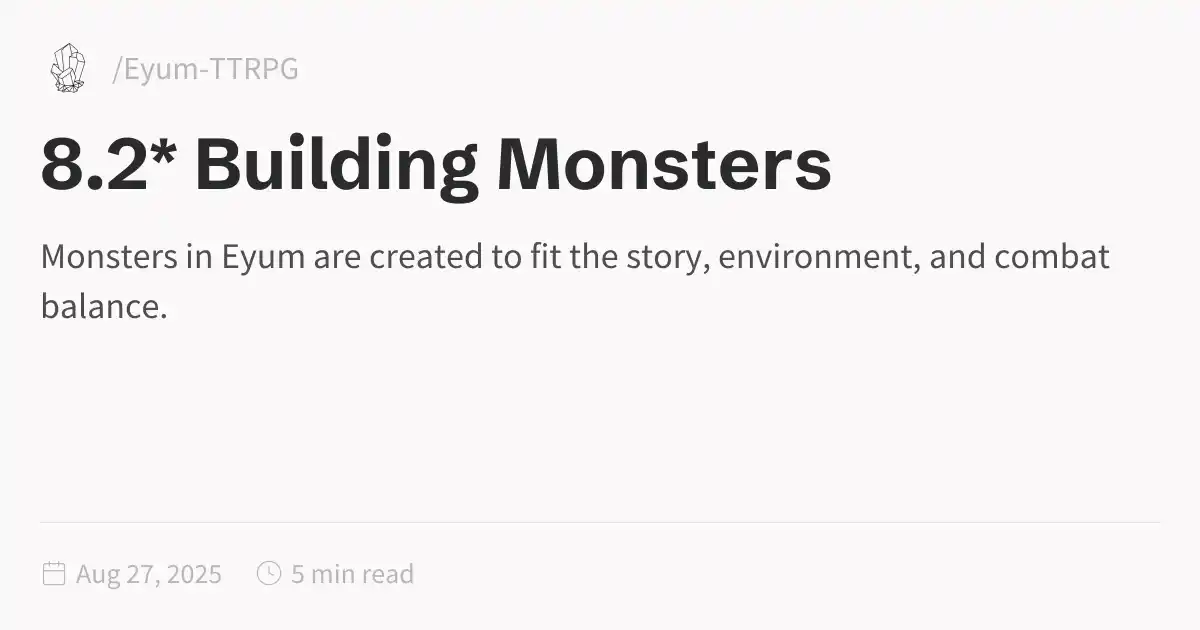 /Eyum-TTRPG
8.2* Building Monsters
Monsters in Eyum are created to fit the story, environment, and combat
balance.
Aug 27, 2025 5 min read